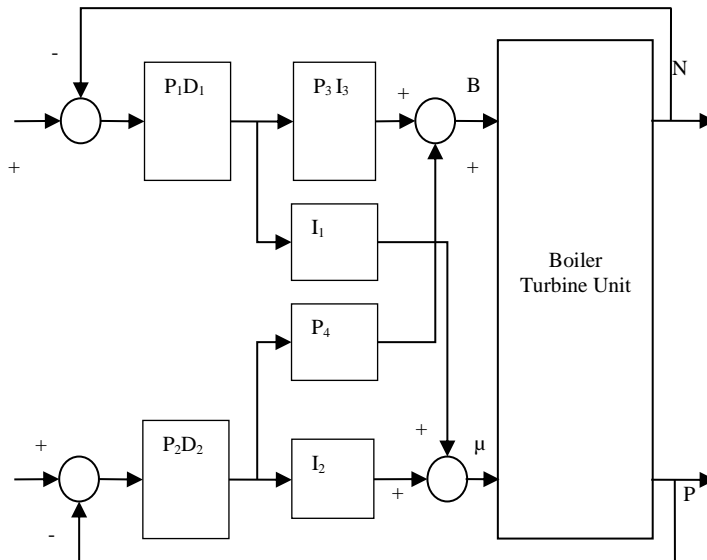 -
N
P₁D₁
P₃ I₃
+
B
+
+
I₁
Boiler
Turbine Unit
P₄
+
+
P₂D₂
I₂
μ
+
P
-